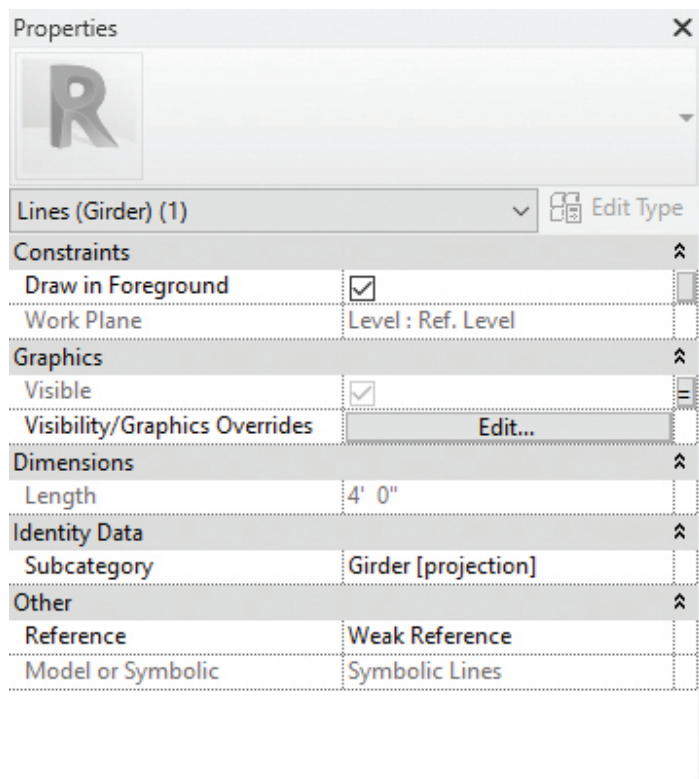 Properties
R
Lines (Girder) (1)
Edit Type
Constraints
Draw in Foreground
Work Plane Level : Ref. Level
Graphics
Visible =
Visibility/Graphics Overrides Edit...
Dimensions
Length 4' 0"
Identity Data
Subcategory Girder [projection]
Other
Reference Weak Reference
Model or Symbolic Symbolic Lines